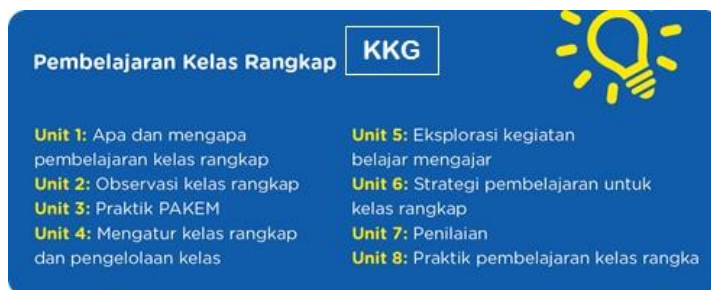 Pembelajaran Kelas Rangkap KKG
Unit 1: Apa dan mengapa
pembelajaran kelas rangkap
Unit 2: Observasi kelas rangkap
Unit 3: Praktik PAKEM
Unit 4: Mengatur kelas rangkap
dan pengelolaan kelas
Unit 5: Eksplorasi kegiatan
belajar mengajar
Unit 6: Strategi pembelajaran untuk
kelas rangkap
Unit 7: Penilaian
Unit 8: Praktik pembelajaran kelas rangka